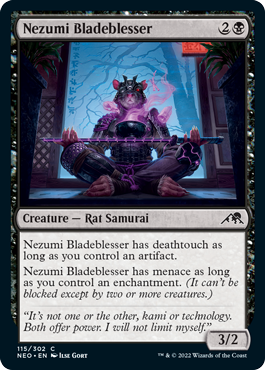 Nezumi Bladeblesser 2
Creature — Rat Samurai
Nezumi Bladeblesser has deathtouch as
long as you control an artifact.
Nezumi Bladeblesser has menace as long
as you control an enchantment. (It can't be
blocked except by two or more creatures.)
"It's not one or the other, kami or technology.
Both offer power. I will not limit myself."
3/2
115/302 C
NEO • EN ILSE GORT
™ & © 2022 Wizards of the Coast